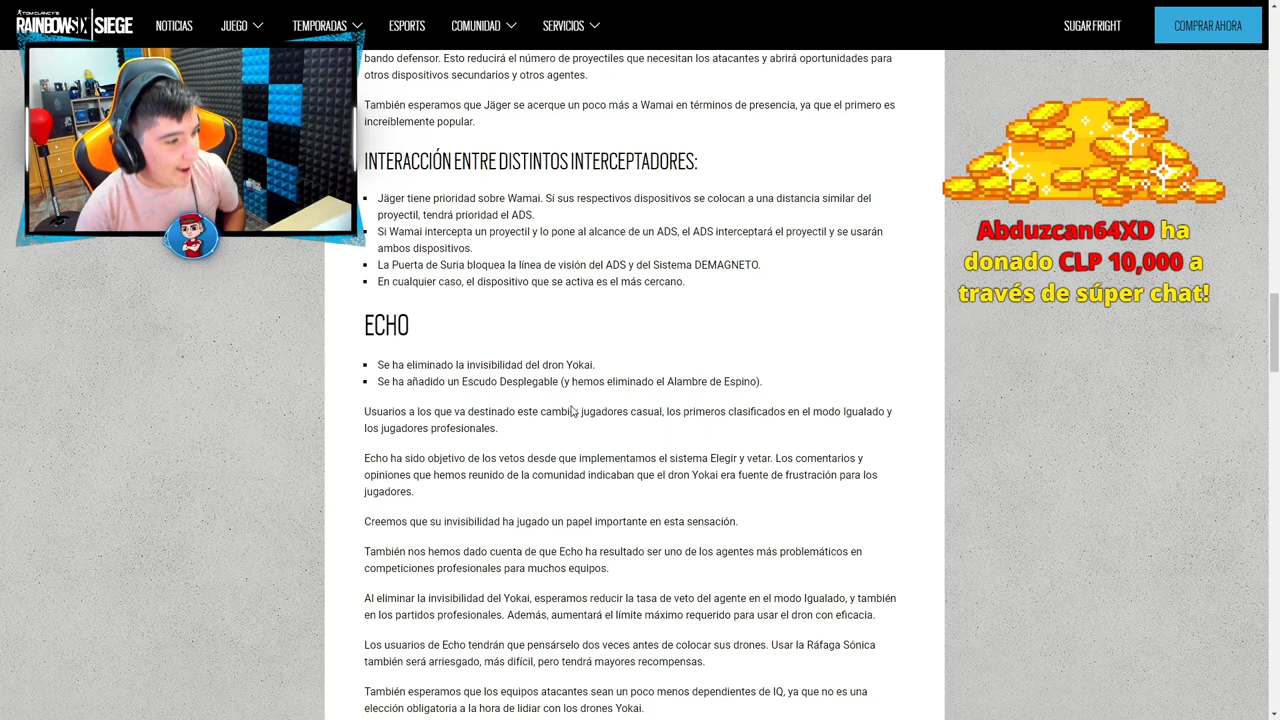 TOM CLANCY'S
RAINBOWSIX|SIEGE
NOTICIAS
JUEGO
TEMPORADAS
ESPORTS
COMUNIDAD
SERVICIOS
SUGAR FRIGHT
COMPRAR AHORA
bando defensor. Esto reducirá el número de proyectiles que necesitan los atacantes y abrirá oportunidades para
otros dispositivos secundarios y otros agentes.
También esperamos que Jäger se acerque un poco más a Wamai en términos de presencia, ya que el primero es
increíblemente popular.
INTERACCIÓN ENTRE DISTINTOS INTERCEPTADORES:
Jäger tiene prioridad sobre Wamai. Si sus respectivos dispositivos se colocan a una distancia similar del
proyectil, tendrá prioridad el ADS.
Si Wamai intercepta un proyectil y lo pone al alcance de un ADS, el ADS interceptará el proyectil y se usarán
ambos dispositivos.
La Puerta de Suria bloquea la línea de visión del ADS y del Sistema DEMAGNETO.
En cualquier caso, el dispositivo que se activa es el más cercano.
ECHO
Se ha eliminado la invisibilidad del dron Yokai.
Se ha añadido un Escudo Desplegable (y hemos eliminado el Alambre de Espino).
Usuarios a los que va destinado este cambio: jugadores casual, los primeros clasificados en el modo Igualado y
los jugadores profesionales.
Echo ha sido objetivo de los vetos desde que implementamos el sistema Elegir y vetar. Los comentarios y
opiniones que hemos reunido de la comunidad indicaban que el dron Yokai era fuente de frustración para los
jugadores.
Creemos que su invisibilidad ha jugado un papel importante en esta sensación.
También nos hemos dado cuenta de que Echo ha resultado ser uno de los agentes más problemáticos en
competiciones profesionales para muchos equipos.
Al eliminar la invisibilidad del Yokai, esperamos reducir la tasa de veto del agente en el modo Igualado, y también
en los partidos profesionales. Además, aumentará el límite máximo requerido para usar el dron con eficacia.
Los usuarios de Echo tendrán que pensárselo dos veces antes de colocar sus drones. Usar la Ráfaga Sónica
también será arriesgado, más difícil, pero tendrá mayores recompensas.
También esperamos que los equipos atacantes sean un poco menos dependientes de IQ, ya que no es una
elección obligatoria a la hora de lidiar con los drones Yokai.
Abduzcan64XD ha
donado CLP 10,000 a
través de súper chat!